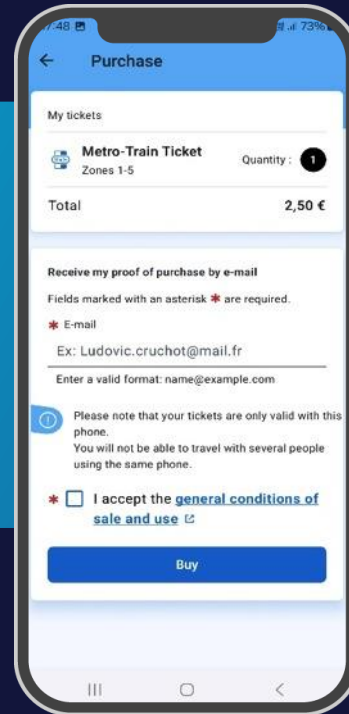 :48
73%
Purchase
My tickets
Metro-Train Ticket
Quantity : 1
Zones 1-5
Total 2,50 €
Receive my proof of purchase by e-mail
Fields marked with an asterisk * are required.
* E-mail
Ex: Ludovic.cruchot@mail.fr
Enter a valid format: name@example.com
Please note that your tickets are only valid with this
phone.
You will not be able to travel with several people
using the same phone.
* I accept the general conditions of
sale and use
Buy